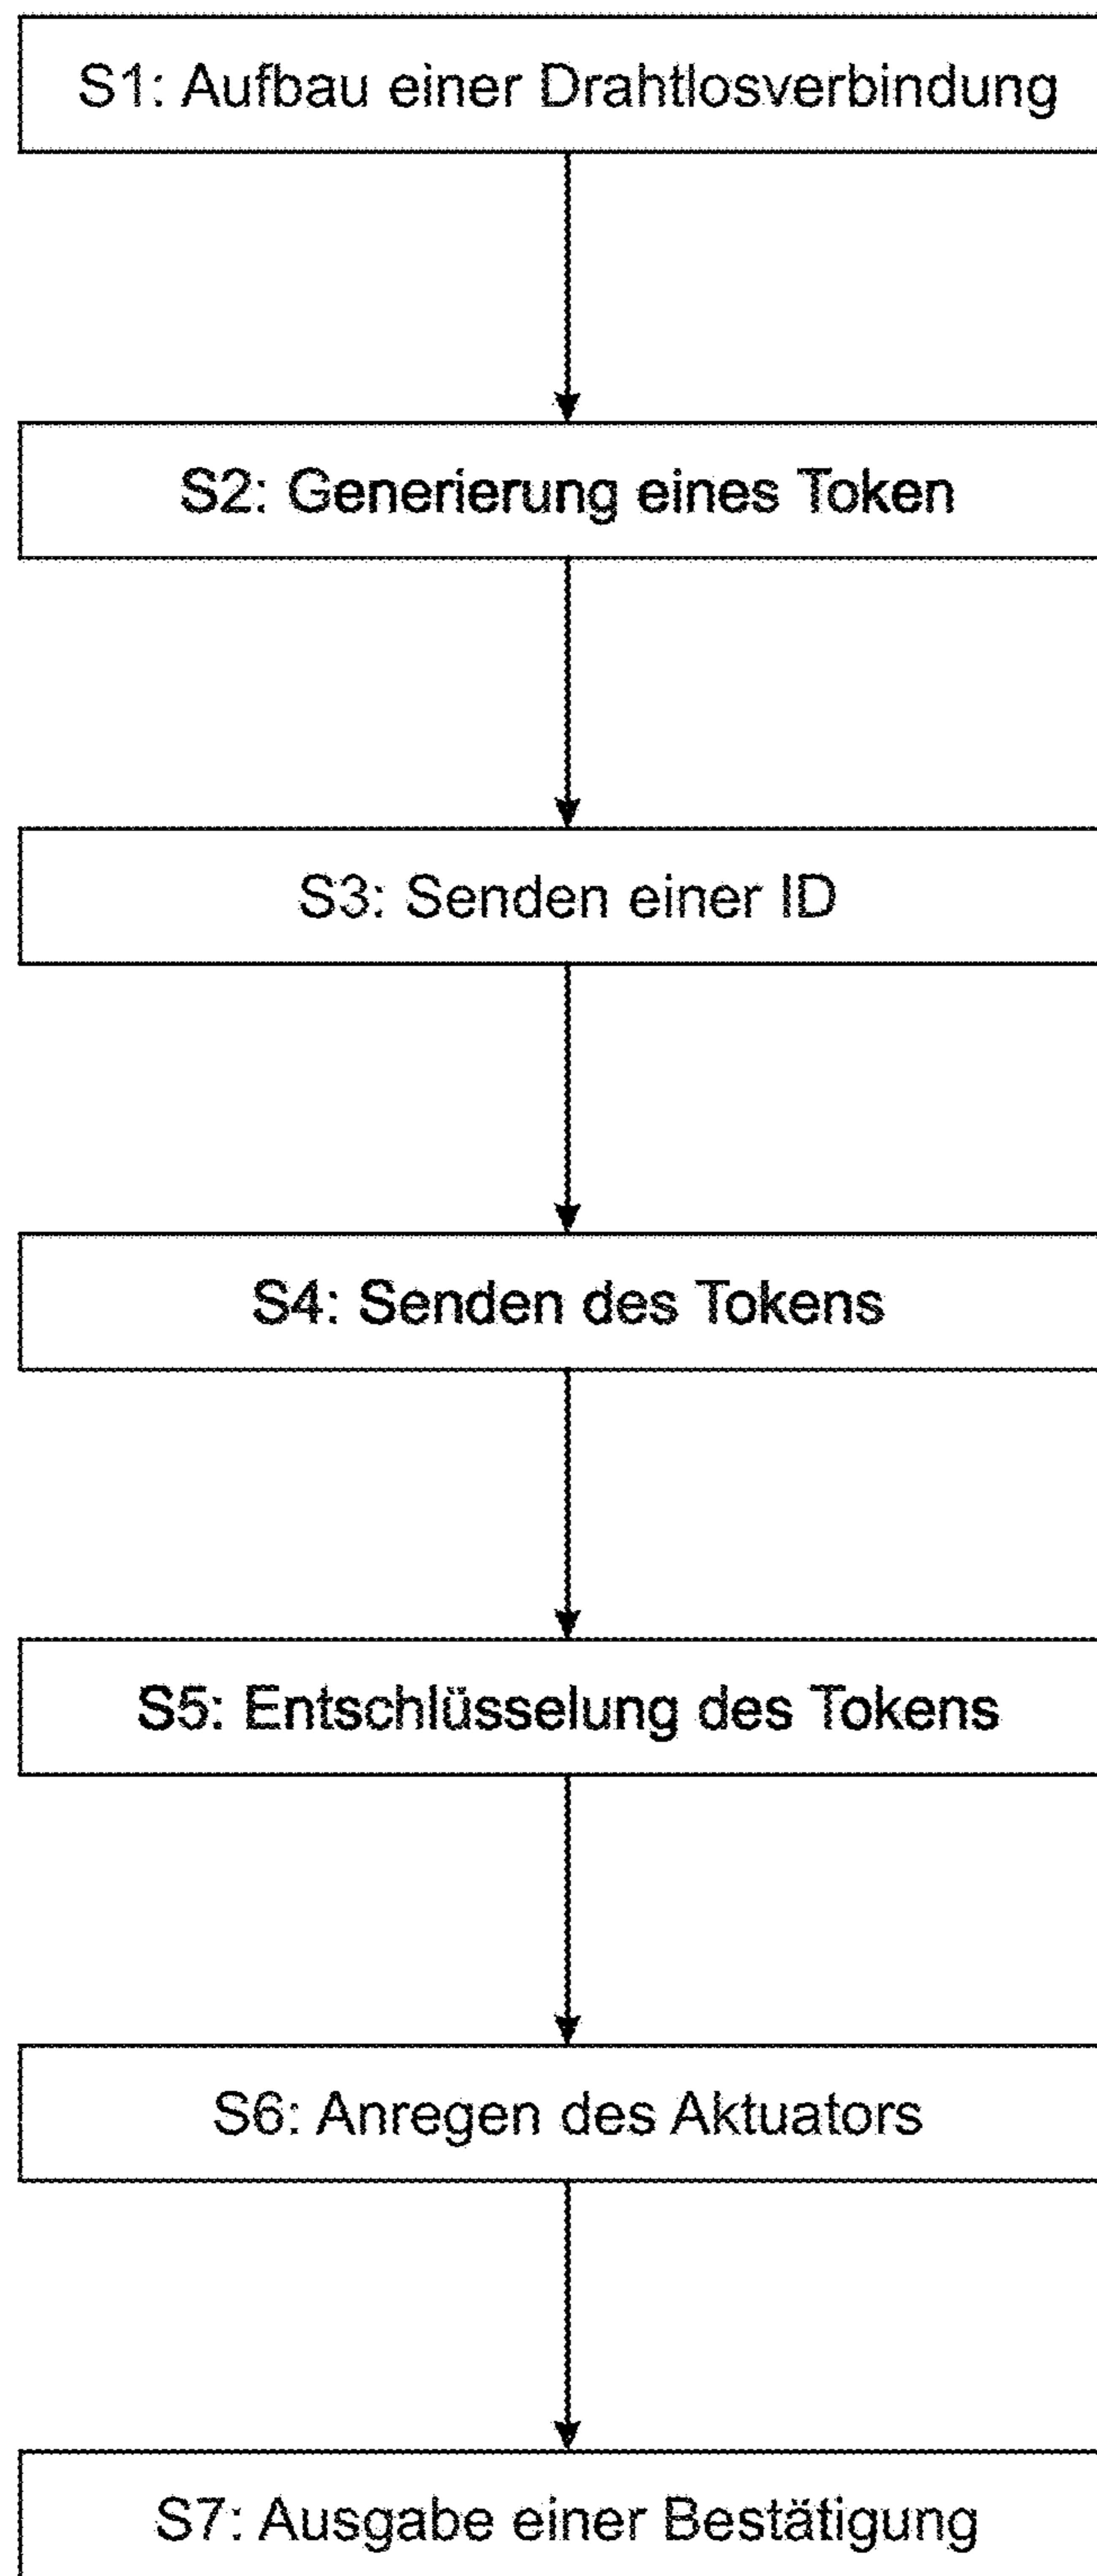 S1: Aufbau einer Drahtlosverbindung
S2: Generierung eines Token
S3: Senden einer ID
S4: Senden des Tokens
S5: Entschlüsselung des Tokens
S6: Anregen des Aktuators
S7: Ausgabe einer Bestätigung